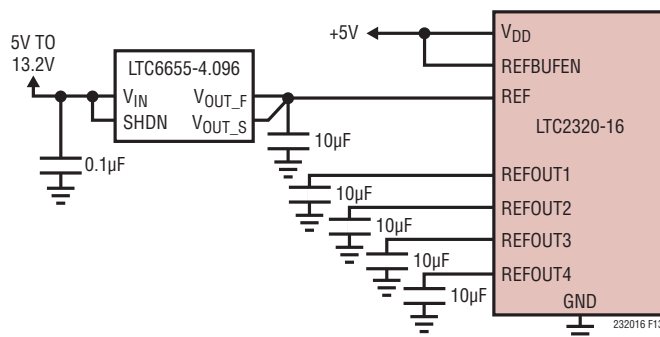 5V TO
13.2V
0.1µF
LTC6655-4.096
VIN
SHDN
VOUT_F
VOUT_S
10µF
10µF
10µF
10µF
10µF
+5V
VDD
REFBUFEN
REF
LTC2320-16
REFOUT1
REFOUT2
REFOUT3
REFOUT4
GND
232016 F13